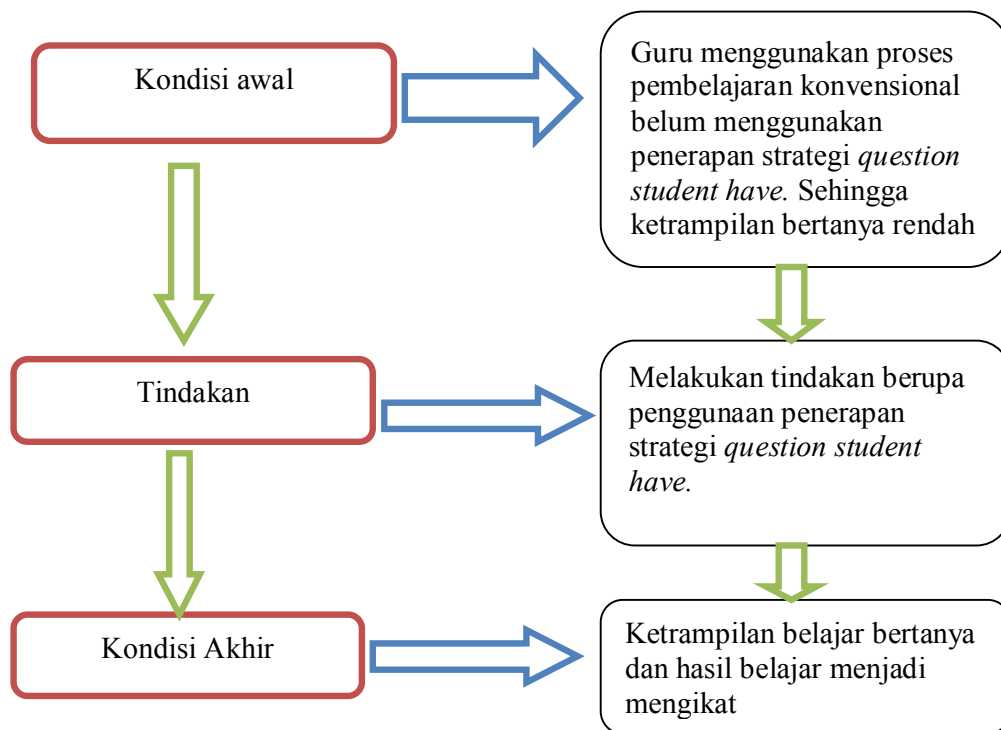 Kondisi awal
Guru menggunakan proses
pembelajaran konvensional
belum menggunakan
penerapan strategi question
student have. Sehingga
ketrampilan bertanya rendah
Tindakan
Melakukan tindakan berupa
penggunaan penerapan
strategi question student
have.
Kondisi Akhir
Ketrampilan belajar bertanya
dan hasil belajar menjadi
mengikat